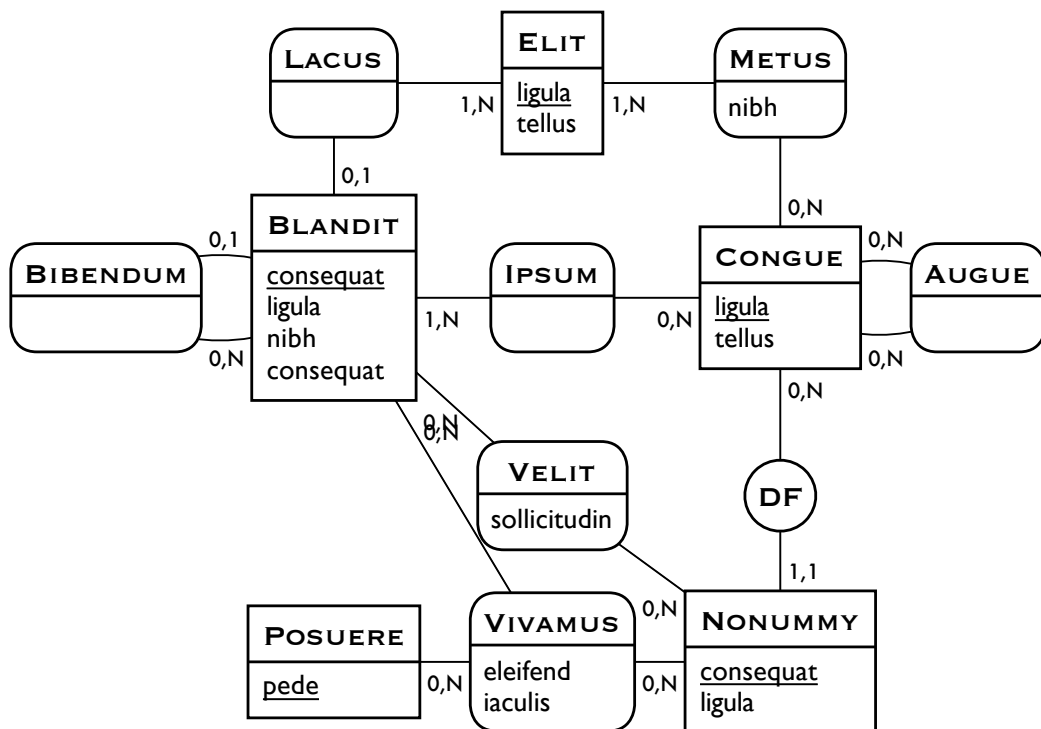 LACUS
ELIT
ligula
tellus
METUS
nibh
1,N
1,N
0,1
0,N
BIBENDUM
0,1
0,N
BLANDIT
consequat
ligula
nibh
consequat
1,N
IPSUM
0,N
CONGUE
ligula
tellus
0,N
0,N
AUGUE
0,N
0,N
0,N
VELIT
sollicitudin
DF
1,1
0,N
POSUERE
pede
0,N
VIVAMUS
eleifend
iaculis
0,N
NONUMMY
consequat
ligula